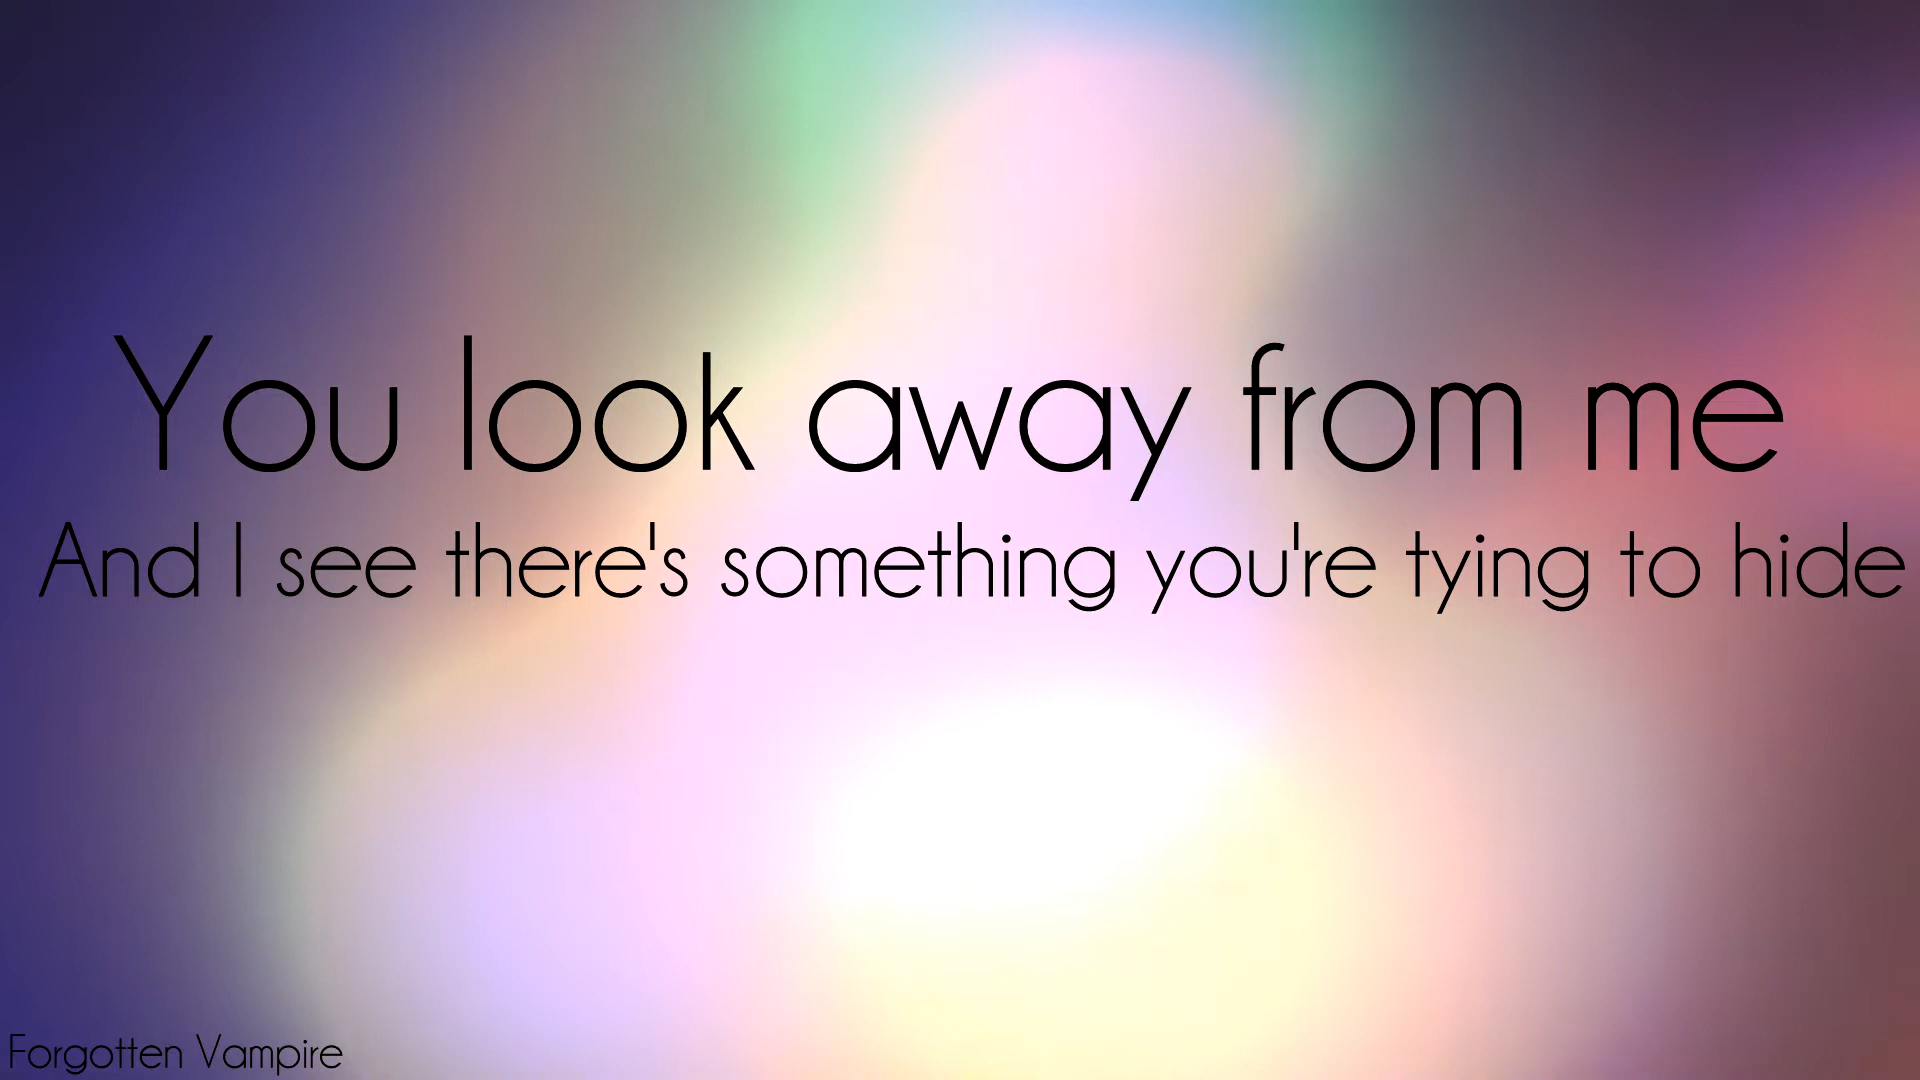 You look away from me
And I see there's something you're tying to hide
Forgotten Vampire